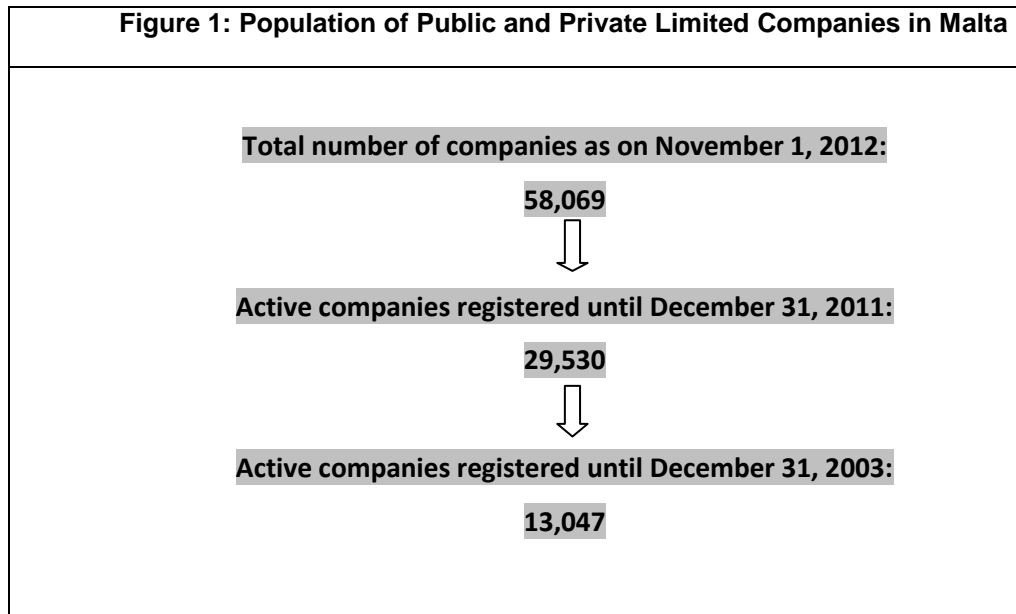 Figure 1: Population of Public and Private Limited Companies in Malta
Total number of companies as on November 1, 2012:
58,069
Active companies registered until December 31, 2011:
29,530
Active companies registered until December 31, 2003:
13,047